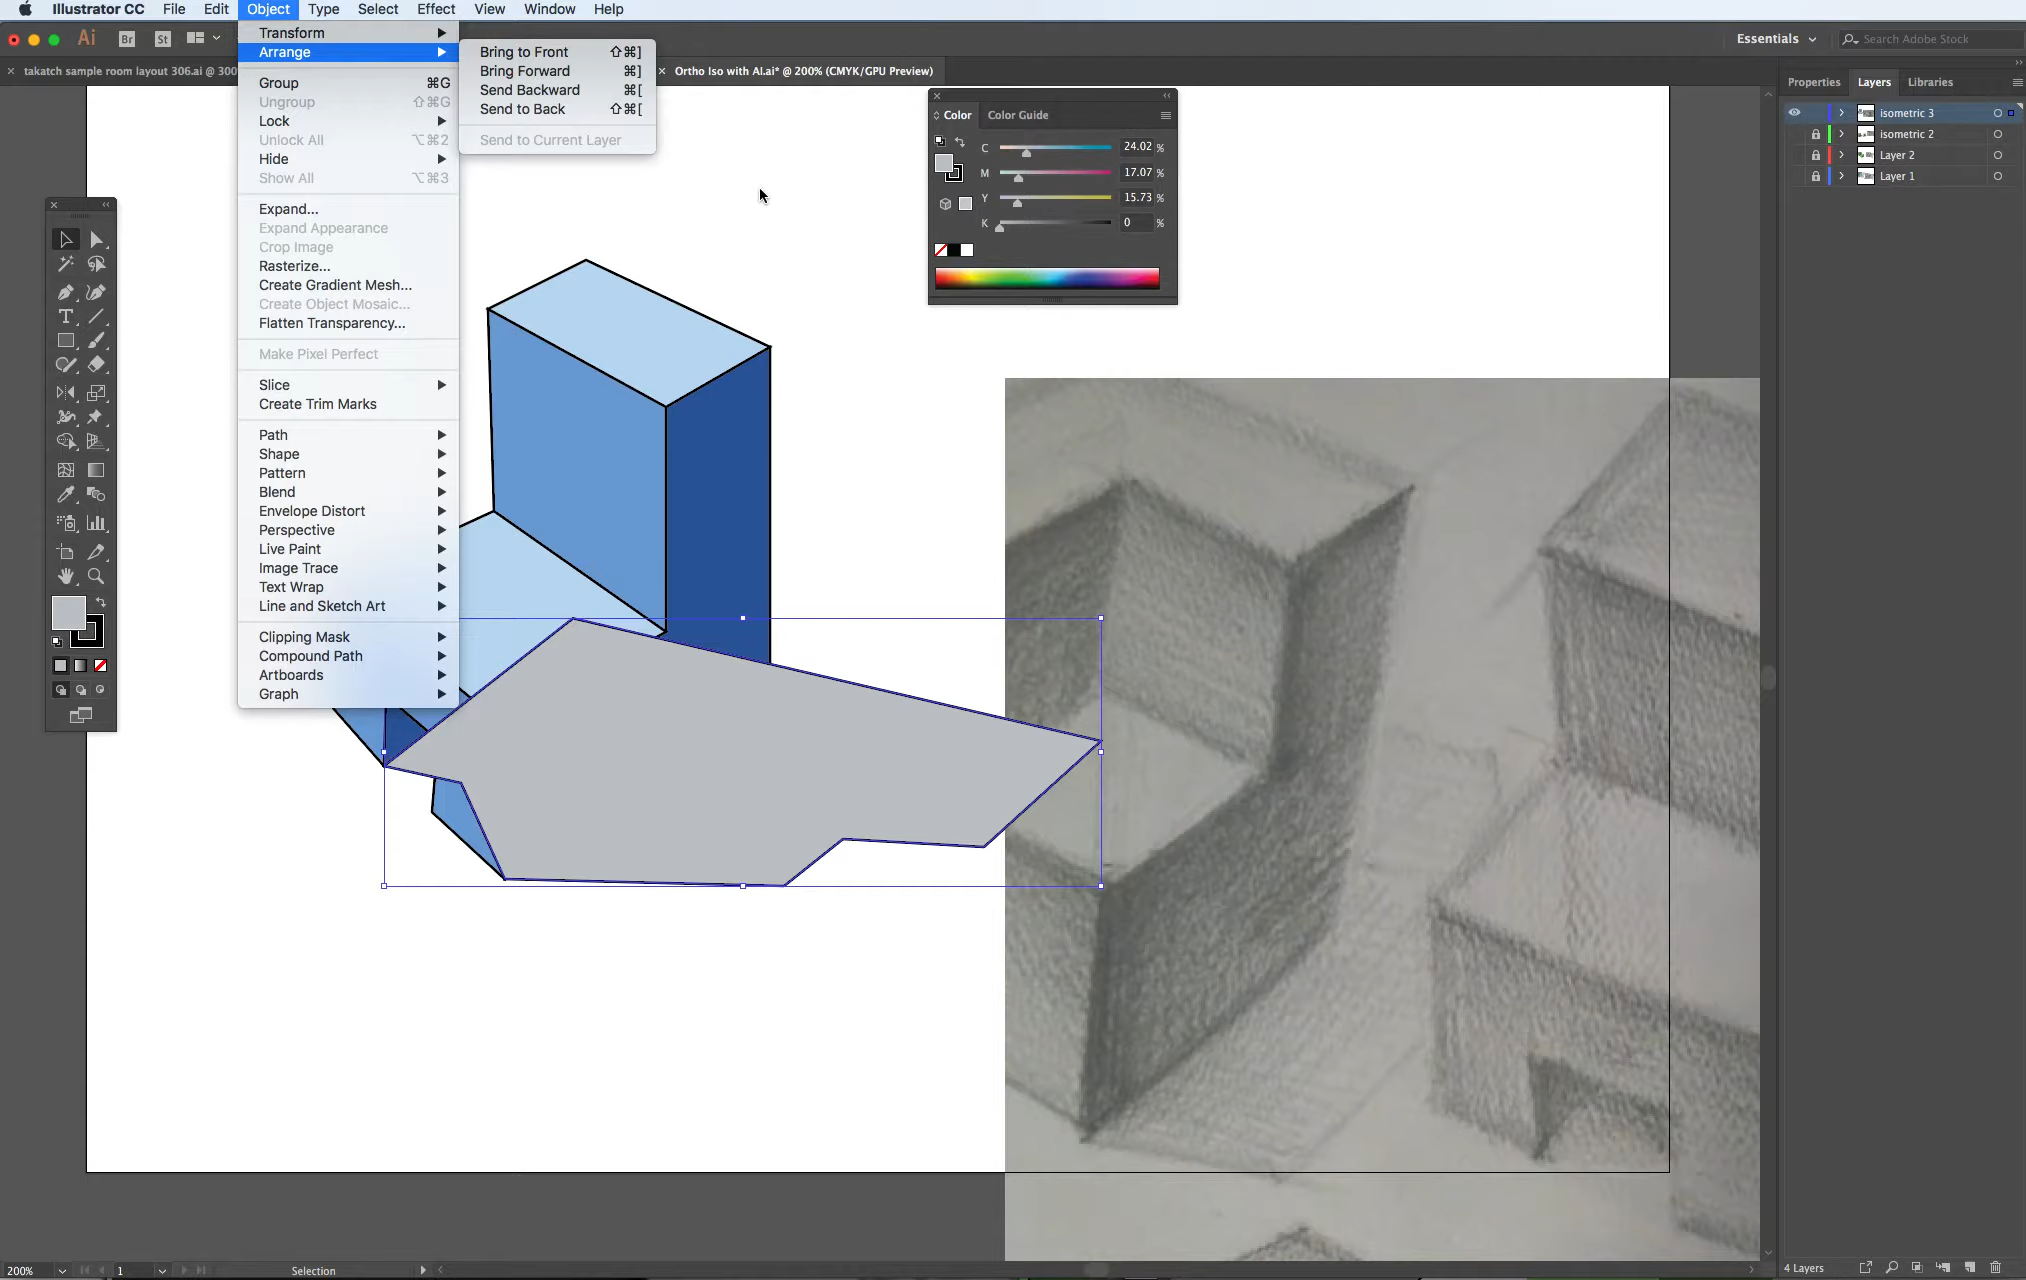 Illustrator CC File Edit Object Type Select Effect View Window Help
Ai Br St Essentials Search Adobe Stock
takatch sample room layout 306.ai @ 300
Ortho Iso with AI.ai* @ 200% (CMYK/GPU Preview)
Transform
Arrange
Group ⌘G
Ungroup ⇧⌘G
Lock
Unlock All ⌥⌘2
Hide
Show All ⌥⌘3
Expand...
Expand Appearance
Crop Image
Rasterize...
Create Gradient Mesh...
Create Object Mosaic...
Flatten Transparency...
Make Pixel Perfect
Slice
Create Trim Marks
Path
Shape
Pattern
Blend
Envelope Distort
Perspective
Live Paint
Image Trace
Text Wrap
Line and Sketch Art
Clipping Mask
Compound Path
Artboards
Graph
Bring to Front ⇧⌘]
Bring Forward ⌘]
Send Backward ⌘[
Send to Back ⇧⌘[
Send to Current Layer
Color Color Guide
C 24.02 %
M 17.07 %
Y 15.73 %
K 0 %
Properties Layers Libraries
isometric 3
isometric 2
Layer 2
Layer 1
200% 1 Selection
4 Layers